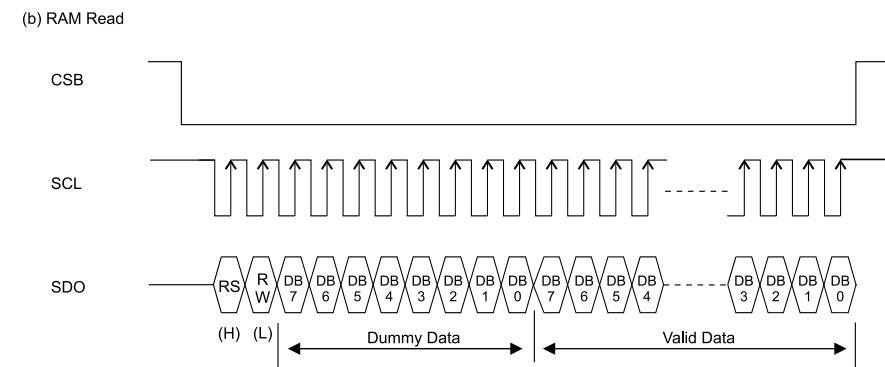 (b) RAM Read
CSB
SCL
SDO
RS R W DB 7 DB 6 DB 5 DB 4 DB 3 DB 2 DB 1 DB 0 DB 7 DB 6 DB 5 DB 4 DB 3 DB 2 DB 1 DB 0
(H) (L)
Dummy Data Valid Data